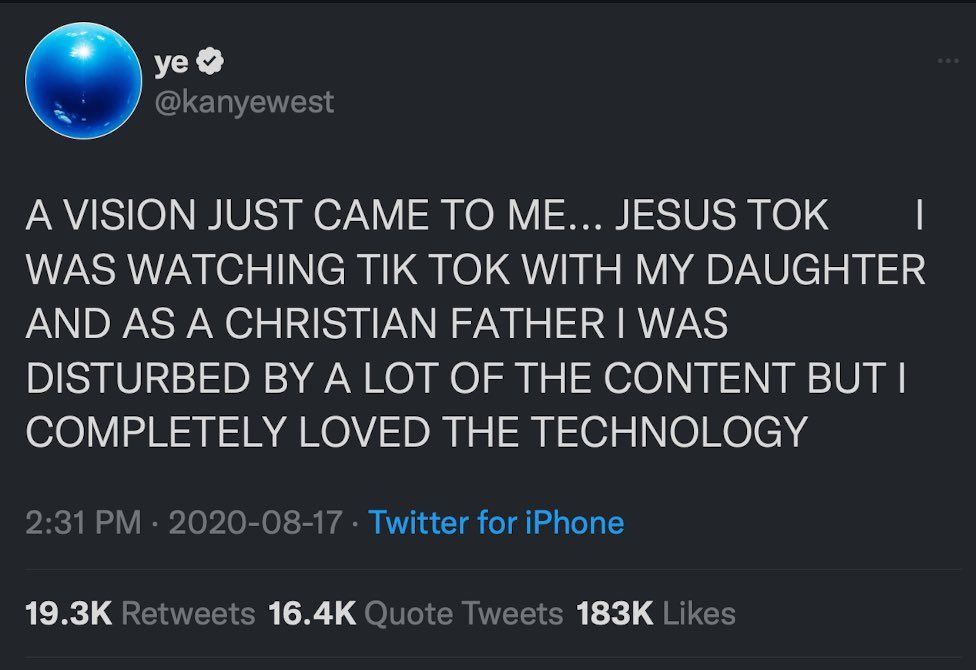 ye
@kanyewest
A VISION JUST CAME TO ME... JESUS TOK I
WAS WATCHING TIK TOK WITH MY DAUGHTER
AND AS A CHRISTIAN FATHER I WAS
DISTURBED BY A LOT OF THE CONTENT BUT I
COMPLETELY LOVED THE TECHNOLOGY
2:31 PM · 2020-08-17 · Twitter for iPhone
19.3K Retweets 16.4K Quote Tweets 183K Likes